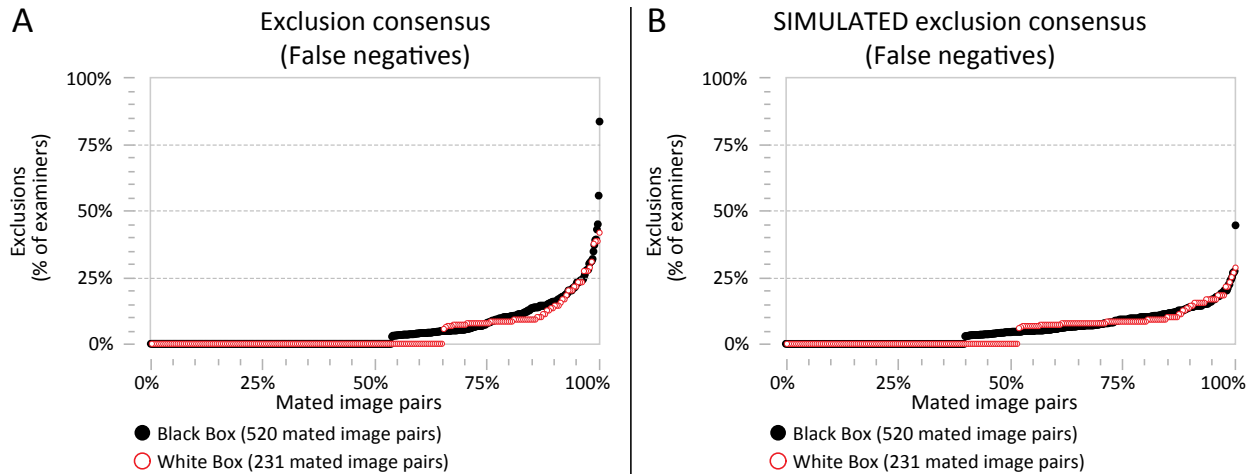 A
Exclusion consensus
(False negatives)
Exclusions
(% of examiners)
100%
75%
50%
25%
0%
0%
25%
50%
75%
100%
Mated image pairs
Black Box (520 mated image pairs)
White Box (231 mated image pairs)
B
SIMULATED exclusion consensus
(False negatives)
Exclusions
(% of examiners)
100%
75%
50%
25%
0%
0%
25%
50%
75%
100%
Mated image pairs
Black Box (520 mated image pairs)
White Box (231 mated image pairs)